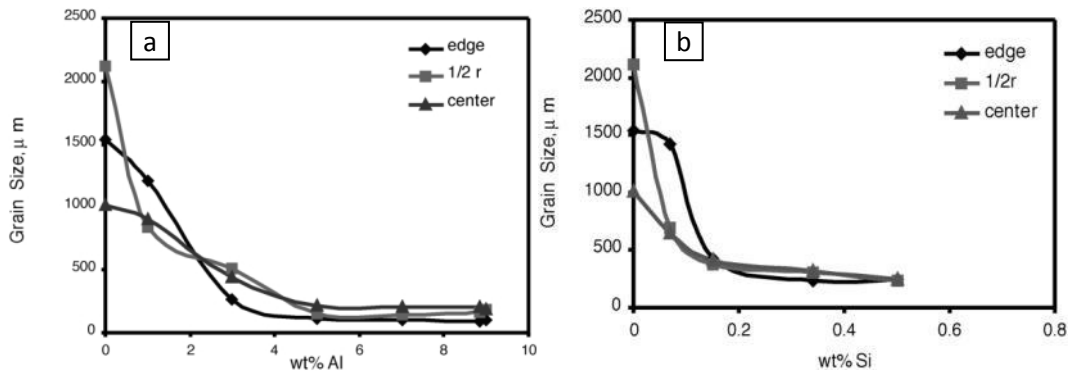 a
2500
2000
1500
1000
500
0
0 2 4 6 8 10
Grain Size, μ m
wt% Al
edge
1/2 r
center
b
2500
2000
1500
1000
500
0
0 0.2 0.4 0.6 0.8
Grain Size, μ m
wt% Si
edge
1/2r
center